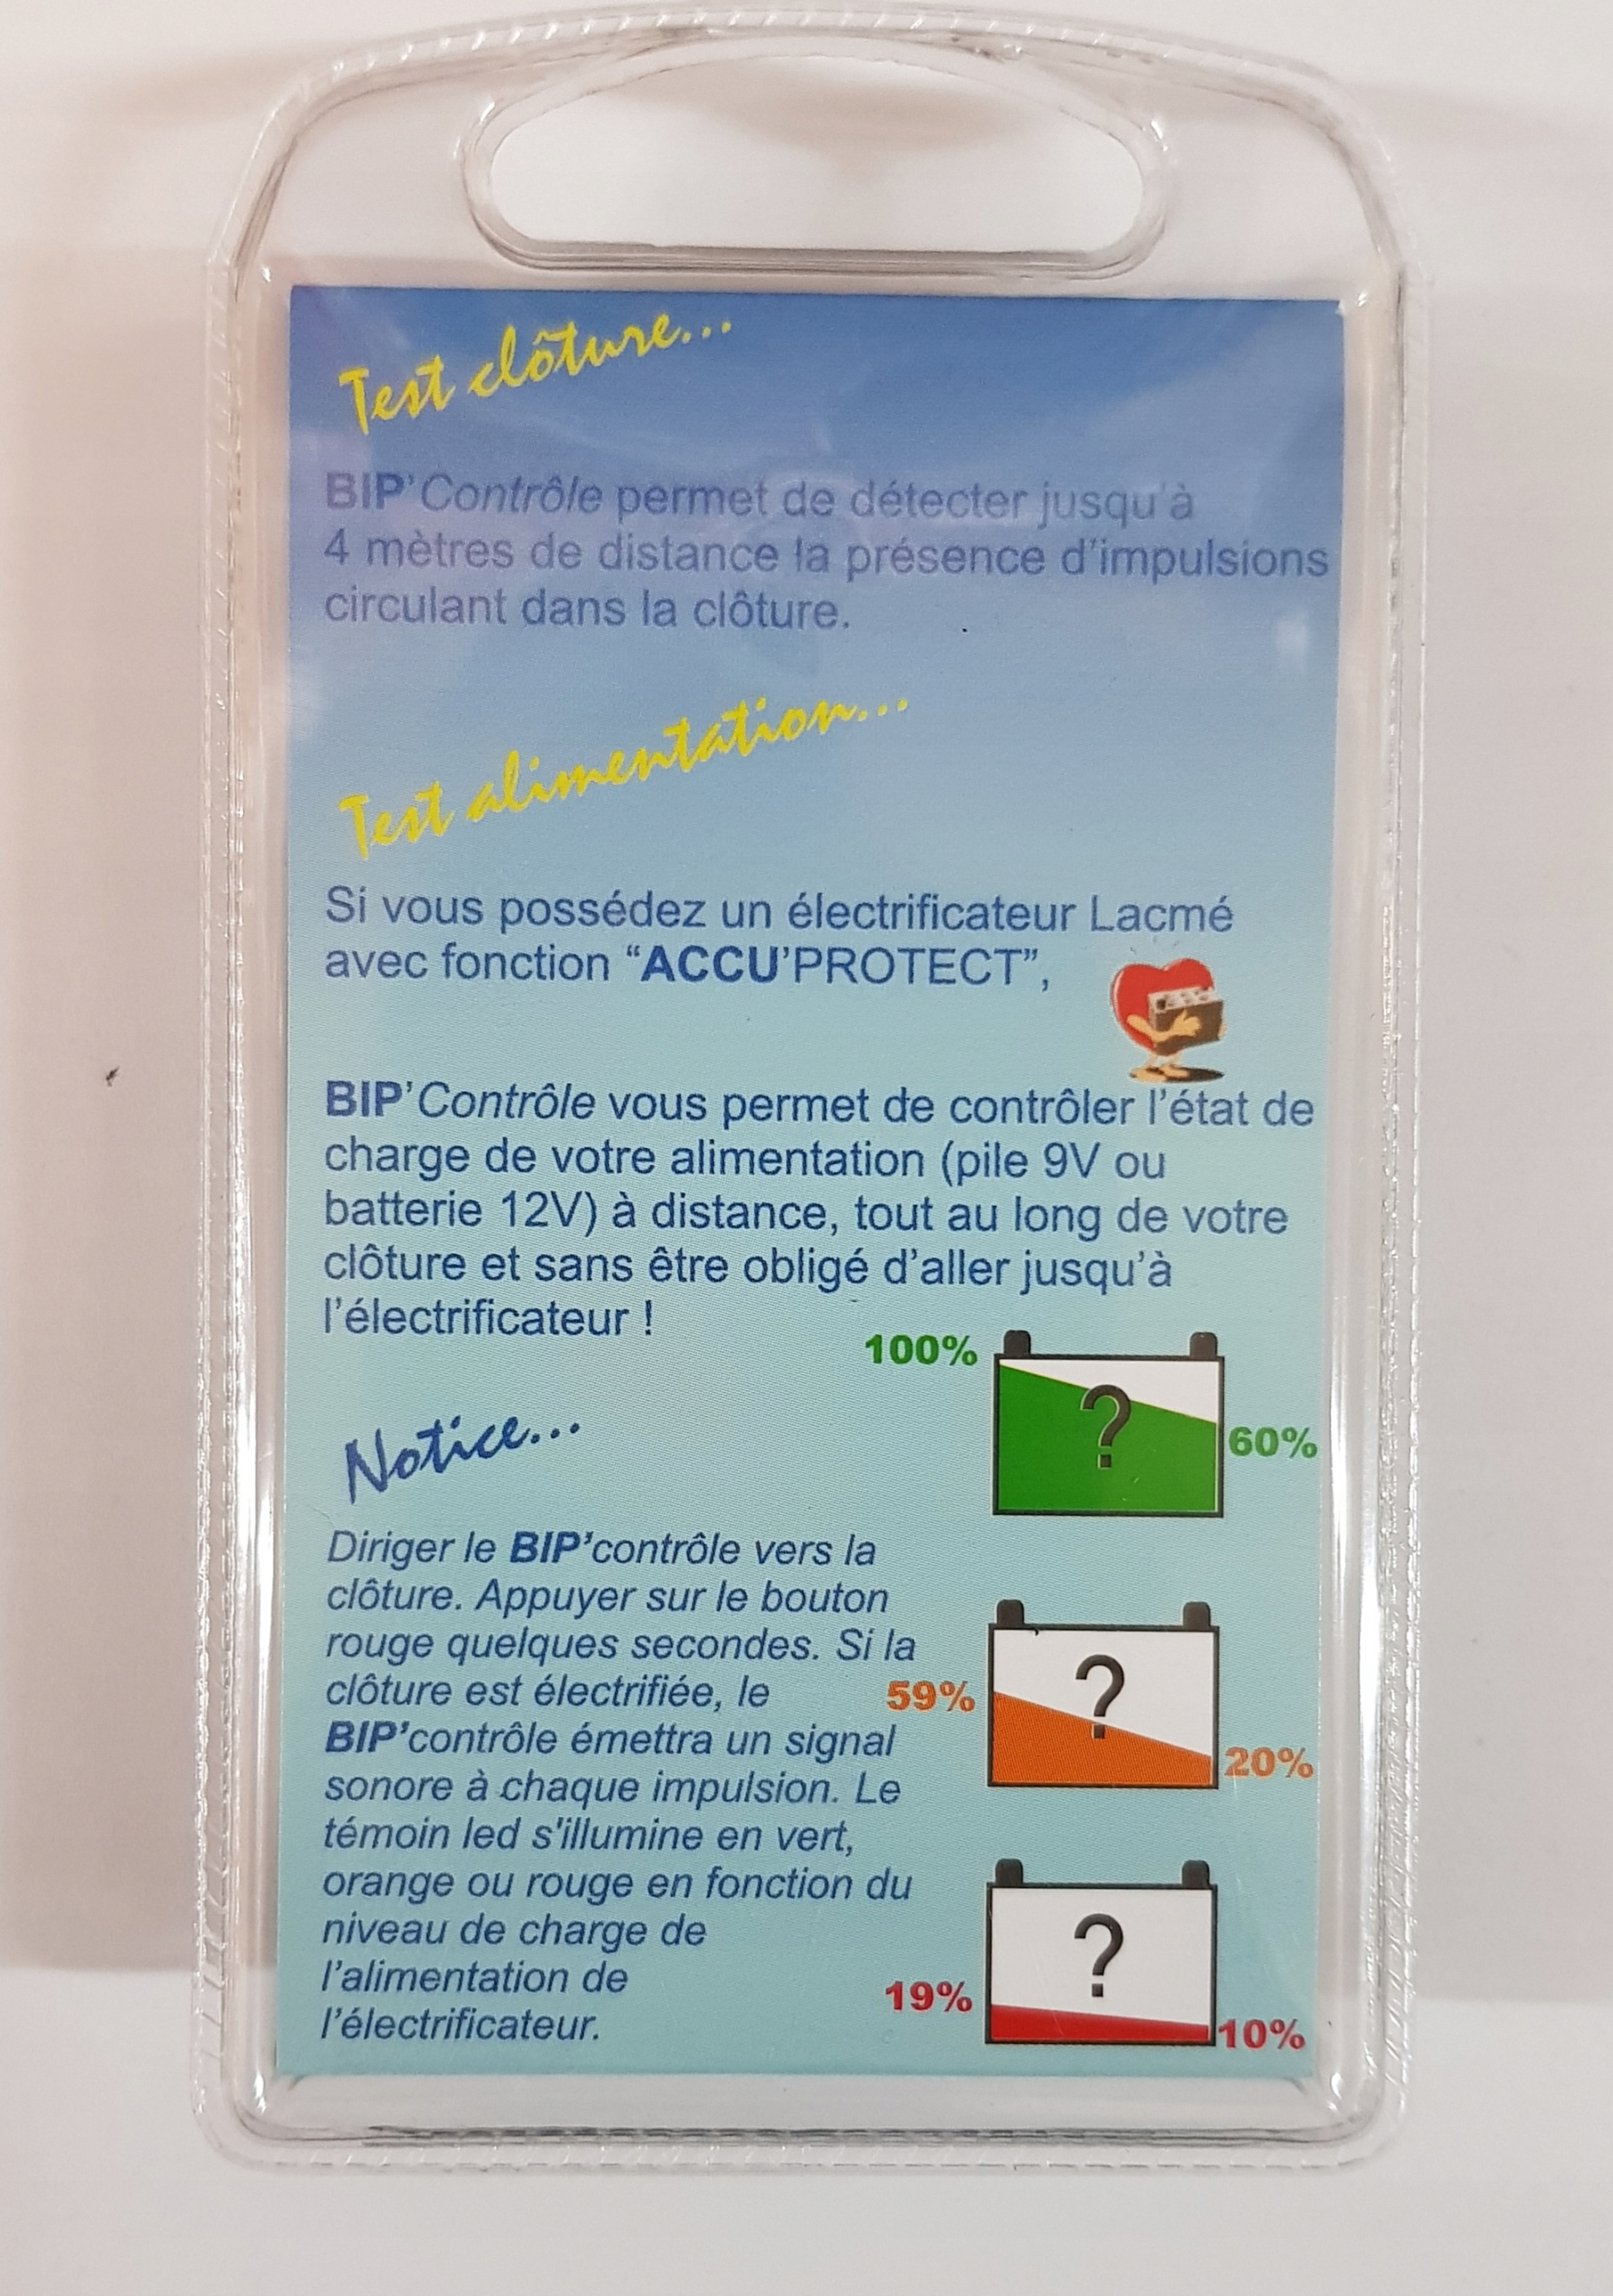 Test clôture...
BIP'Contrôle permet de détecter jusqu'à
4 mètres de distance la présence d'impulsions
circulant dans la clôture.
Test alimentation...
Si vous possédez un électrificateur Lacmé
avec fonction “ACCU'PROTECT”,
BIP'Contrôle vous permet de contrôler l'état de
charge de votre alimentation (pile 9V ou
batterie 12V) à distance, tout au long de votre
clôture et sans être obligé d'aller jusqu'à
l'électrificateur !
100%
?
60%
Notice...
Diriger le BIP'contrôle vers la
clôture. Appuyer sur le bouton
rouge quelques secondes. Si la
clôture est électrifiée, le
BIP'contrôle émettra un signal
sonore à chaque impulsion. Le
témoin led s'illumine en vert,
orange ou rouge en fonction du
niveau de charge de
l'alimentation de
l'électrificateur.
59%
?
20%
19%
?
10%